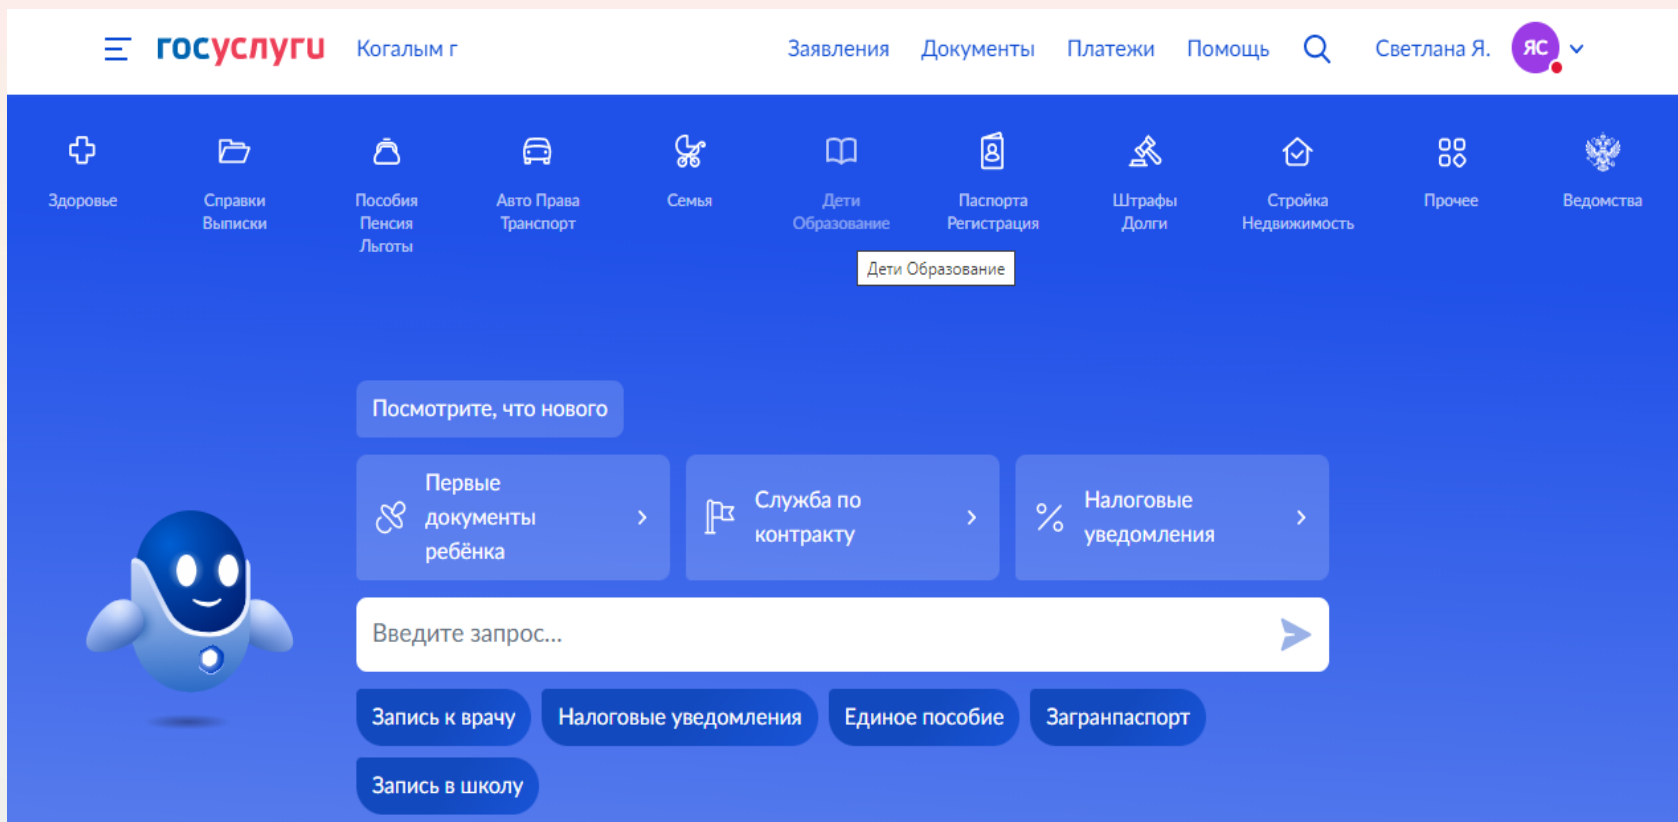 госуслуги Когалым г Заявления Документы Платежи Помощь Светлана Я. ЯС
Здоровье
Справки
Выписки
Пособия
Пенсия
Льготы
Авто Права
Транспорт
Семья
Дети
Образование
Паспорта
Регистрация
Штрафы
Долги
Стройка
Недвижимость
Прочее
Ведомства
Дети Образование
Посмотрите, что нового
Первые
документы
ребёнка
Служба по
контракту
Налоговые
уведомления
Введите запрос...
Запись к врачу
Налоговые уведомления
Единое пособие
Загранпаспорт
Запись в школу